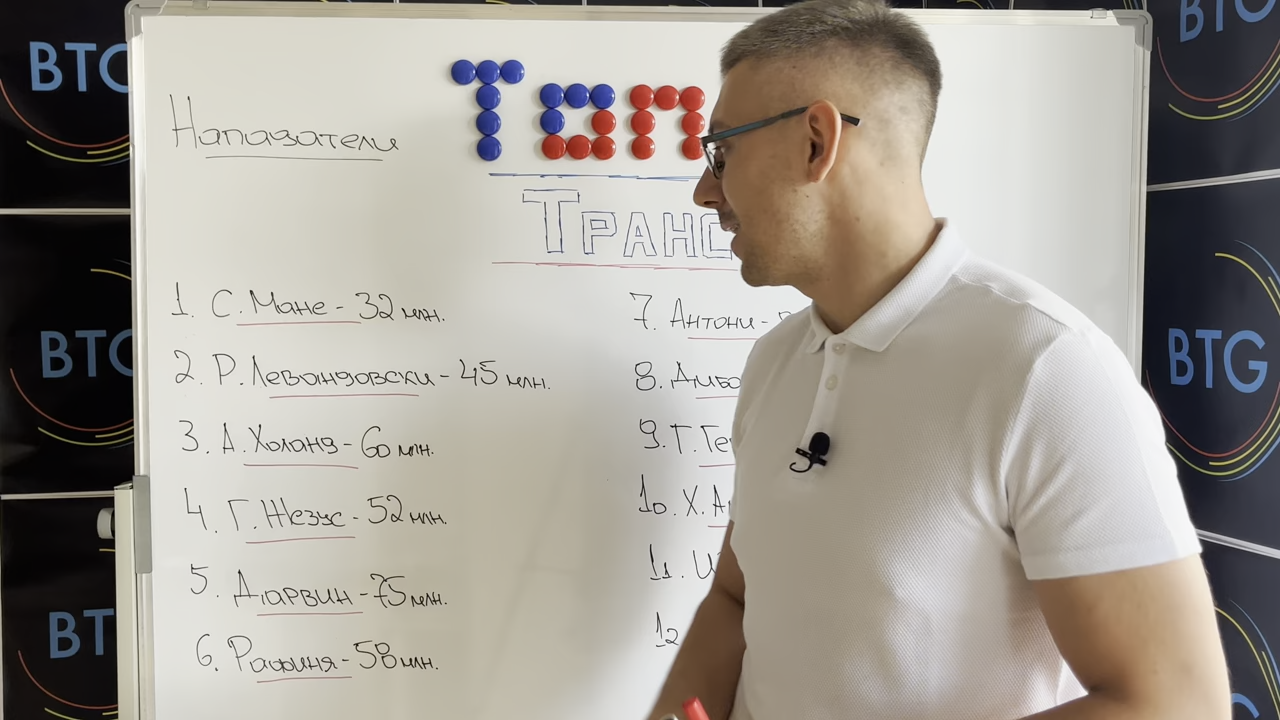 BTG
Нападатели
Топ
Транс
1. С. Мане - 32 млн.
2. Р. Левандовски - 45 млн.
3. А. Холанд - 60 млн.
4. Г. Жезус - 52 млн.
5. Дарвин - 75 млн.
6. Рафиня - 58 млн.
7. Антони -
8.
9. Г.
10. Х.
11.
12
BTG
BTG
BTG
BTG